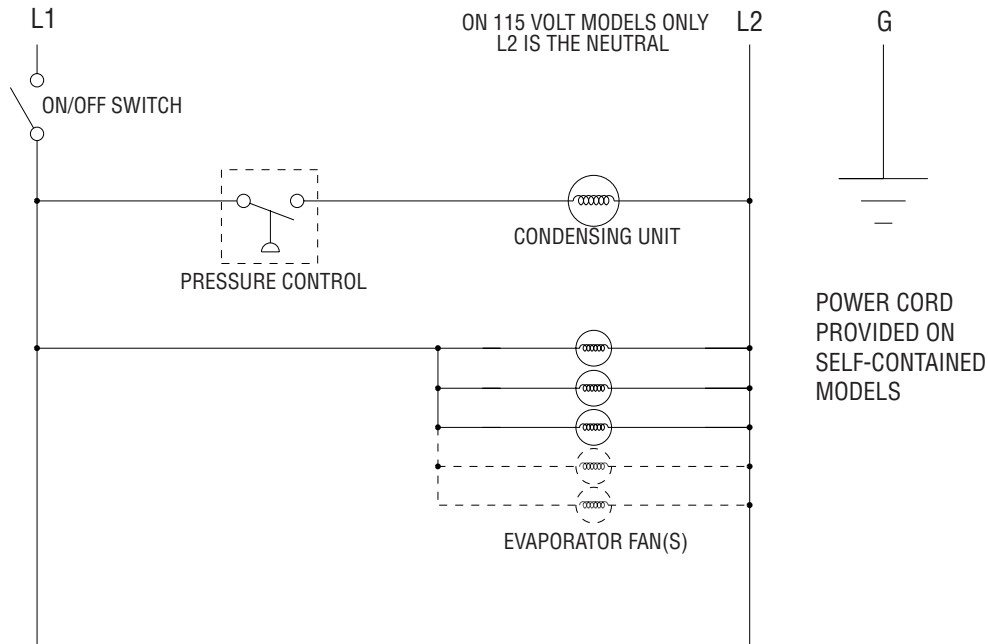 L1
ON 115 VOLT MODELS ONLY
L2 IS THE NEUTRAL
L2
G
ON/OFF SWITCH
PRESSURE CONTROL
CONDENSING UNIT
POWER CORD
PROVIDED ON
SELF-CONTAINED
MODELS
EVAPORATOR FAN(S)